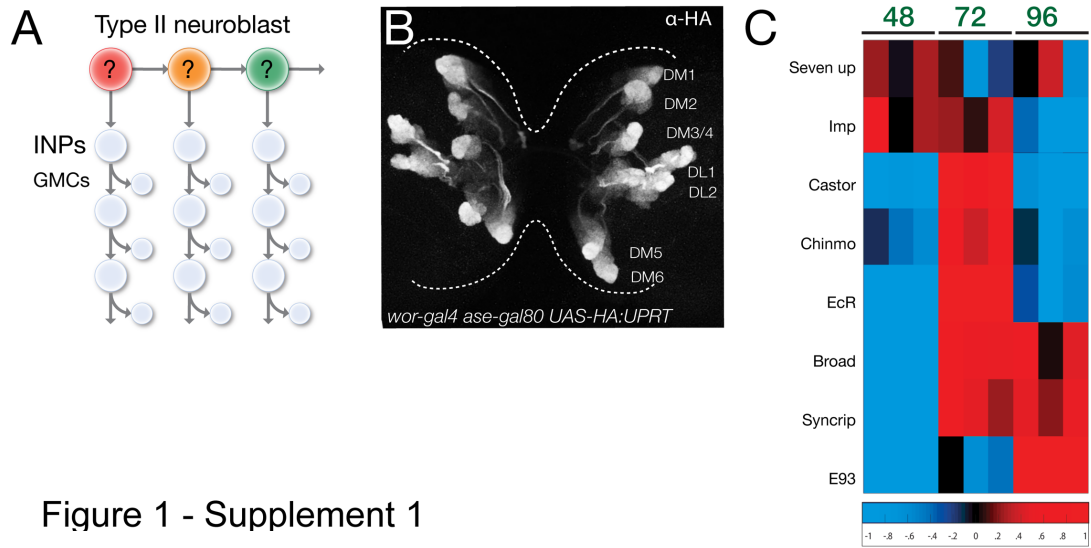 A
Type II neuroblast
? ? ?
INPs
GMCs
B
α-HA
DM1
DM2
DM3/4
DL1
DL2
DM5
DM6
wor-gal4 ase-gal80 UAS-HA:UPRT
C
48 72 96
Seven up
Imp
Castor
Chinmo
EcR
Broad
Syncrip
E93
-1 -.8 -.6 -.4 -.2 0 .2 .4 .6 .8 1
Figure 1 - Supplement 1